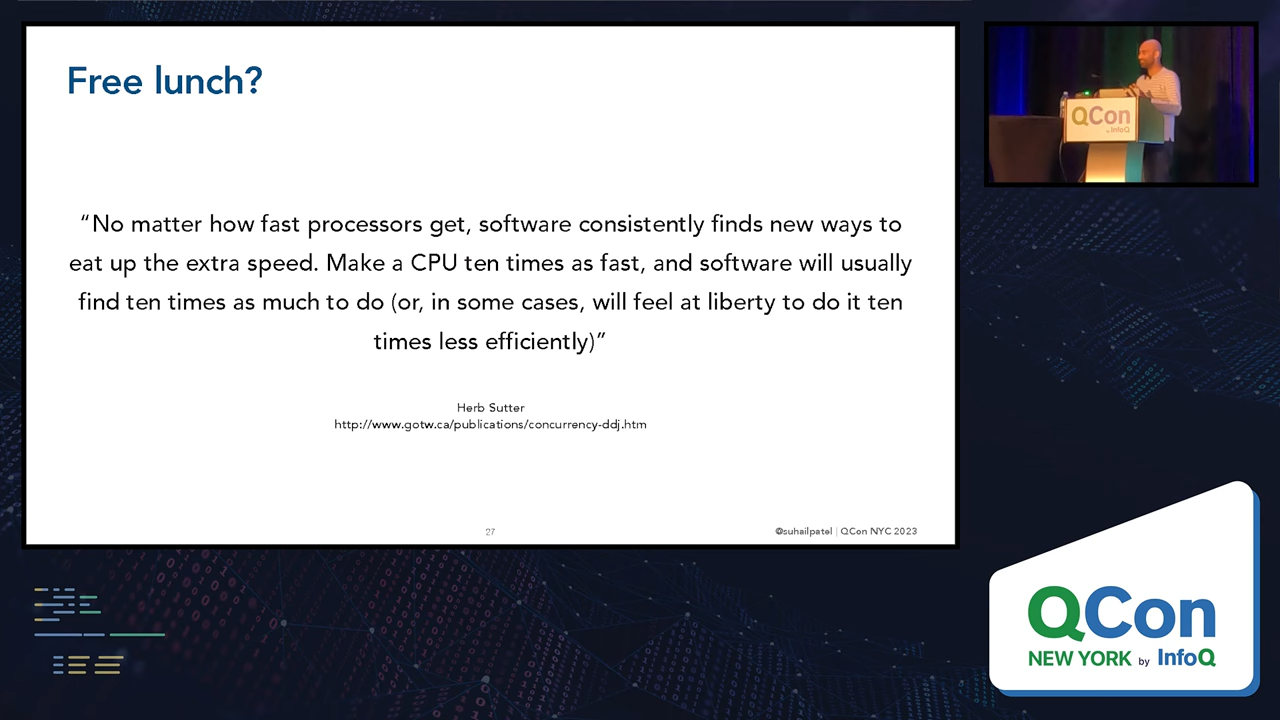 Free lunch?
“No matter how fast processors get, software consistently finds new ways to
eat up the extra speed. Make a CPU ten times as fast, and software will usually
find ten times as much to do (or, in some cases, will feel at liberty to do it ten
times less efficiently)”
Herb Sutter
http://www.gotw.ca/publications/concurrency-ddj.htm
27
@suhailpatel | QCon NYC 2023
QCon
by InfoQ
QCon
NEW YORK by InfoQ